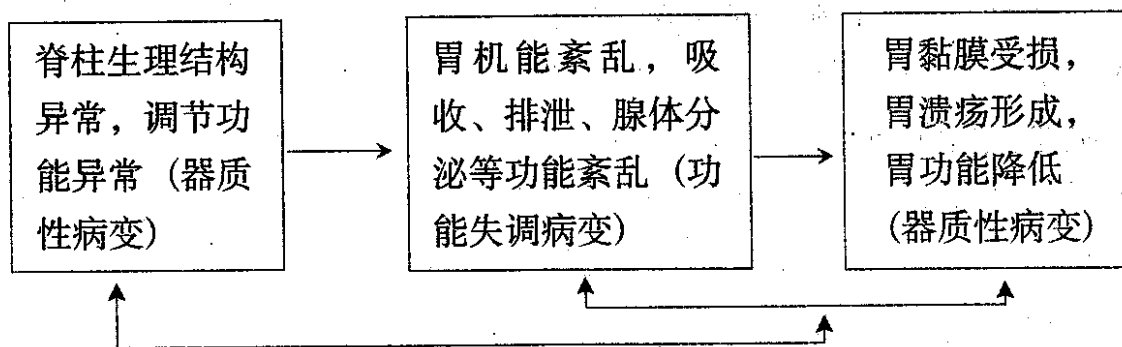 脊柱生理结构
异常，调节功
能异常（器质
性病变）
胃机能紊乱，吸
收、排泄、腺体分
泌等功能紊乱（功
能失调病变）
胃黏膜受损，
胃溃疡形成，
胃功能降低
（器质性病变）